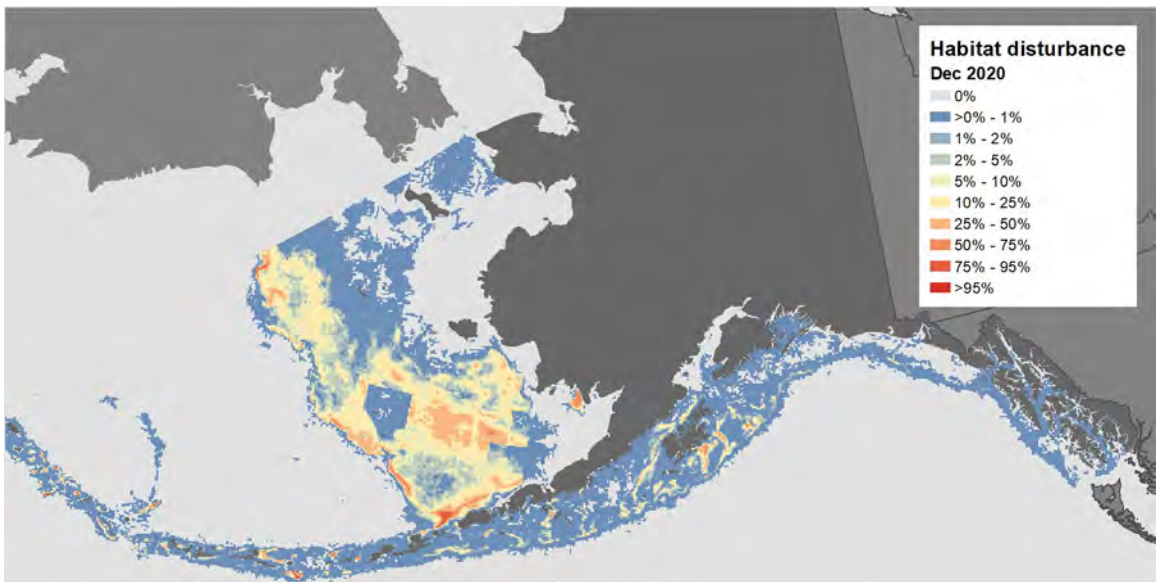 Habitat disturbance
Dec 2020
0%
>0% - 1%
1% - 2%
2% - 5%
5% - 10%
10% - 25%
25% - 50%
50% - 75%
75% - 95%
>95%